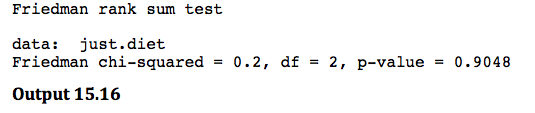 Friedman rank sum test
data:  just.diet
Friedman chi-squared = 0.2, df = 2, p-value = 0.9048
Output 15.16